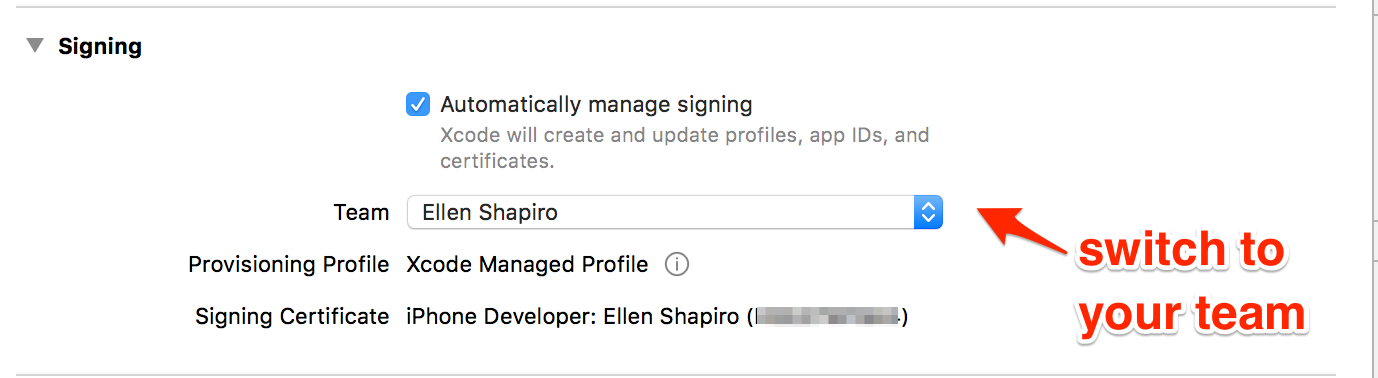 Signing
Automatically manage signing
Xcode will create and update profiles, app IDs, and
certificates.
Team Ellen Shapiro
switch to
your team
Provisioning Profile Xcode Managed Profile
Signing Certificate iPhone Developer: Ellen Shapiro ( )